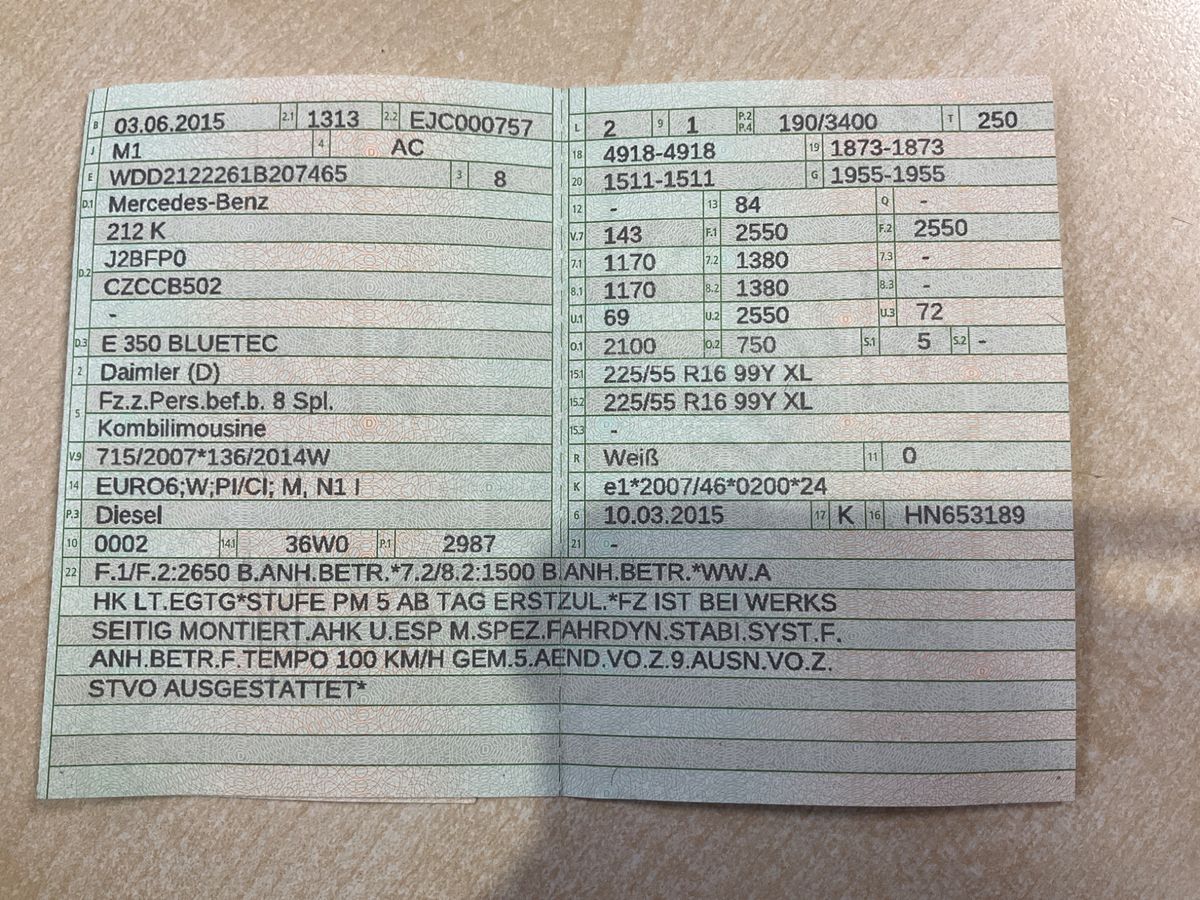 B 03.06.2015 2.1 1313 2.2 EJC000757
J M1 4 AC
E WDD2122261B207465 3 8
D.1 Mercedes-Benz
212 K
D.2 J2BFP0
CZCCB502
-
D.3 E 350 BLUETEC
2 Daimler (D)
5 Fz.z.Pers.bef.b. 8 Spl.
Kombilimousine
V.9 715/2007*136/2014W
14 EURO6;W;PI/CI; M, N1 I
P.3 Diesel
10 0002 14.1 36W0 P.1 2987
L 2 9 1 P.2 P.4 190/3400 T 250
18 4918-4918 19 1873-1873
20 1511-1511 G 1955-1955
12 - 13 84 Q -
V.7 143 F.1 2550 F.2 2550
7.1 1170 7.2 1380 7.3 -
8.1 1170 8.2 1380 8.3 -
U.1 69 U.2 2550 U.3 72
O.1 2100 O.2 750 S.1 5 S.2 -
15.1 225/55 R16 99Y XL
15.2 225/55 R16 99Y XL
15.3 -
R Weiß 11 0
K e1*2007/46*0200*24
6 10.03.2015 17 K 16 HN653189
21 -
22 F.1/F.2:2650 B.ANH.BETR.*7.2/8.2:1500 B.ANH.BETR.*WW.A
HK LT.EGTG*STUFE PM 5 AB TAG ERSTZUL.*FZ IST BEI WERKS
SEITIG MONTIERT.AHK U.ESP M.SPEZ.FAHRDYN.STABI.SYST.F.
ANH.BETR.F.TEMPO 100 KM/H GEM.5.AEND.VO.Z.9.AUSN.VO.Z.
STVO AUSGESTATTET*